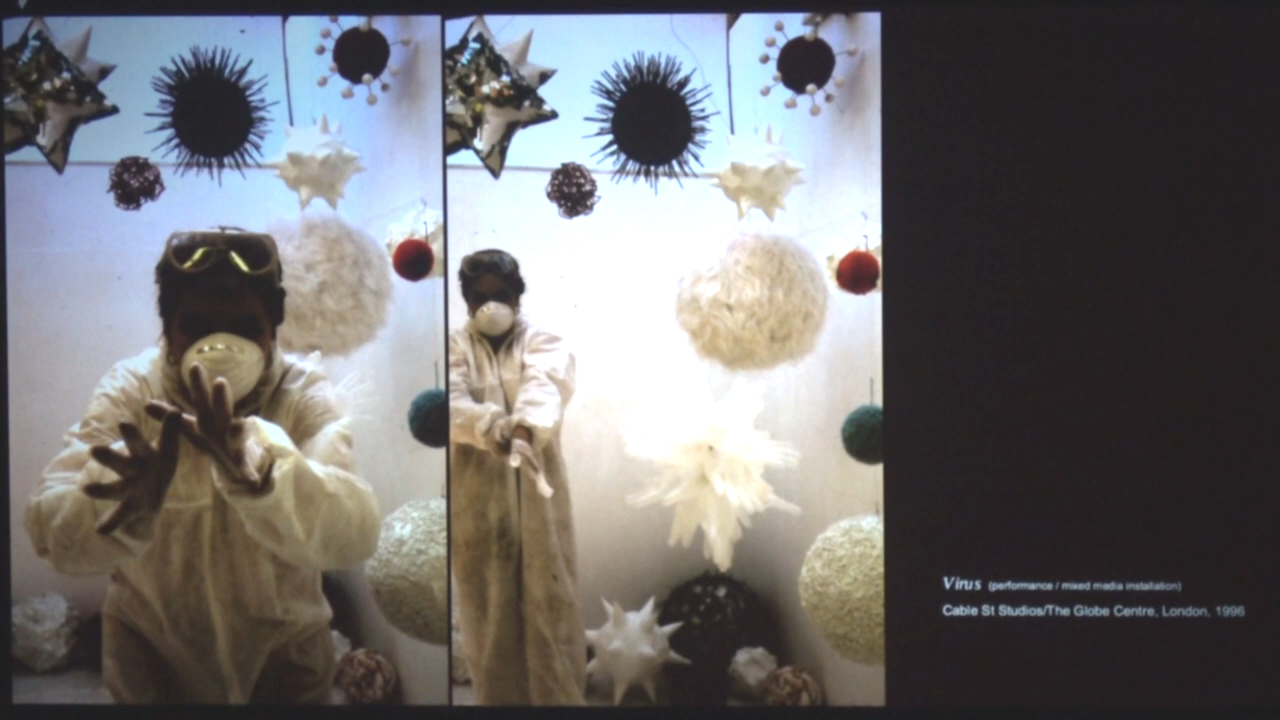 Virus (performance / mixed media installation)
Cable St Studios/The Globe Centre, London, 1996